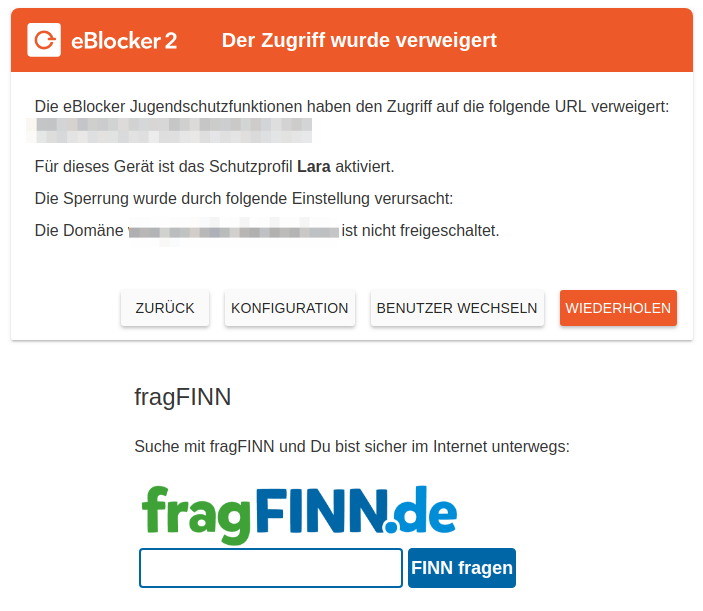 eBlocker 2
Der Zugriff wurde verweigert
Die eBlocker Jugendschutzfunktionen haben den Zugriff auf die folgende URL verweigert:
Für dieses Gerät ist das Schutzprofil Lara aktiviert.
Die Sperrung wurde durch folgende Einstellung verursacht:
Die Domäne ist nicht freigeschaltet.
ZURÜCK
KONFIGURATION
BENUTZER WECHSELN
WIEDERHOLEN
fragFINN
Suche mit fragFINN und Du bist sicher im Internet unterwegs:
fragFINN.de
FINN fragen